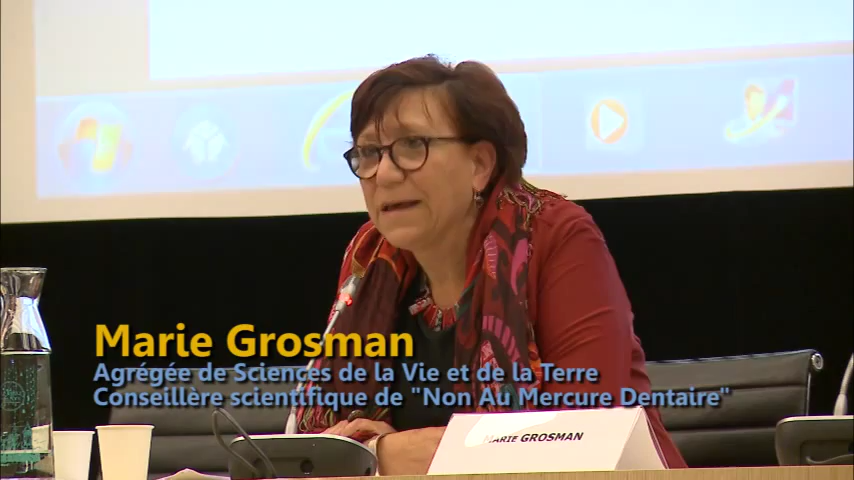 Marie Grosman
Agrégée de Sciences de la Vie et de la Terre
Conseillère scientifique de "Non Au Mercure Dentaire"
MARIE GROSMAN